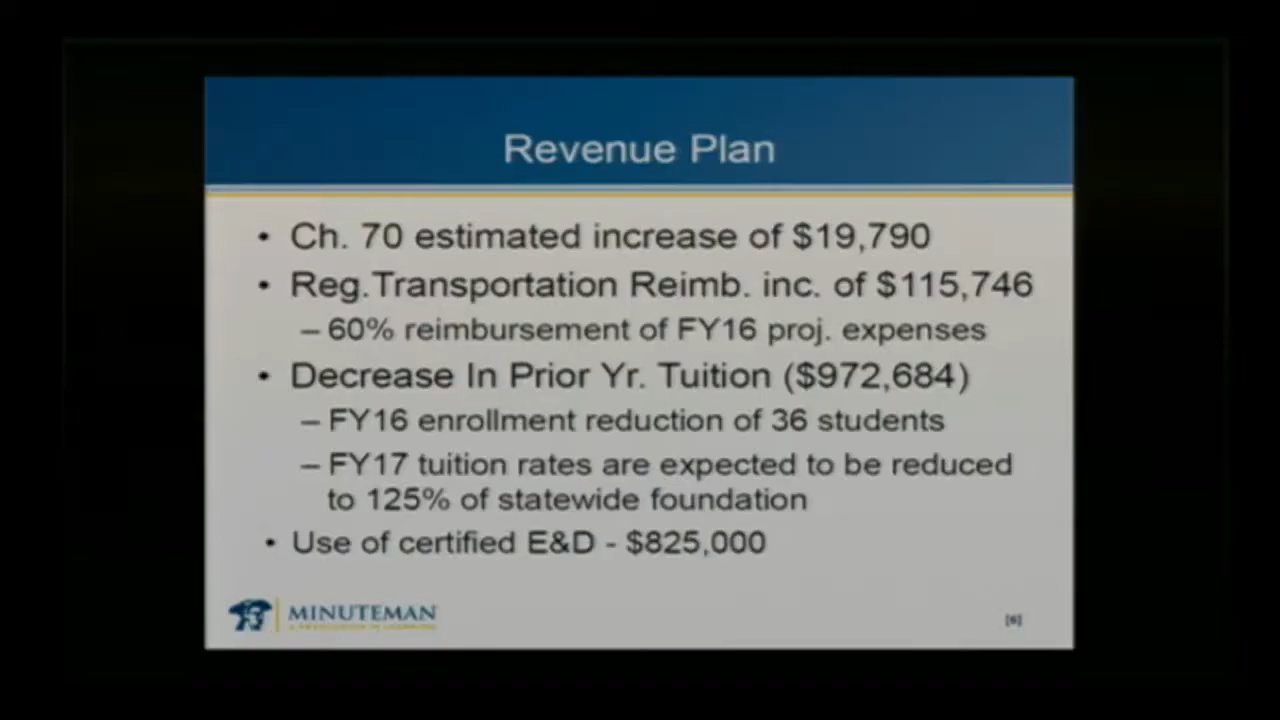 Revenue Plan
• Ch. 70 estimated increase of $19,790
• Reg.Transportation Reimb. inc. of $115,746
– 60% reimbursement of FY16 proj. expenses
• Decrease In Prior Yr. Tuition ($972,684)
– FY16 enrollment reduction of 36 students
– FY17 tuition rates are expected to be reduced
to 125% of statewide foundation
• Use of certified E&D - $825,000
MINUTEMAN
[6]